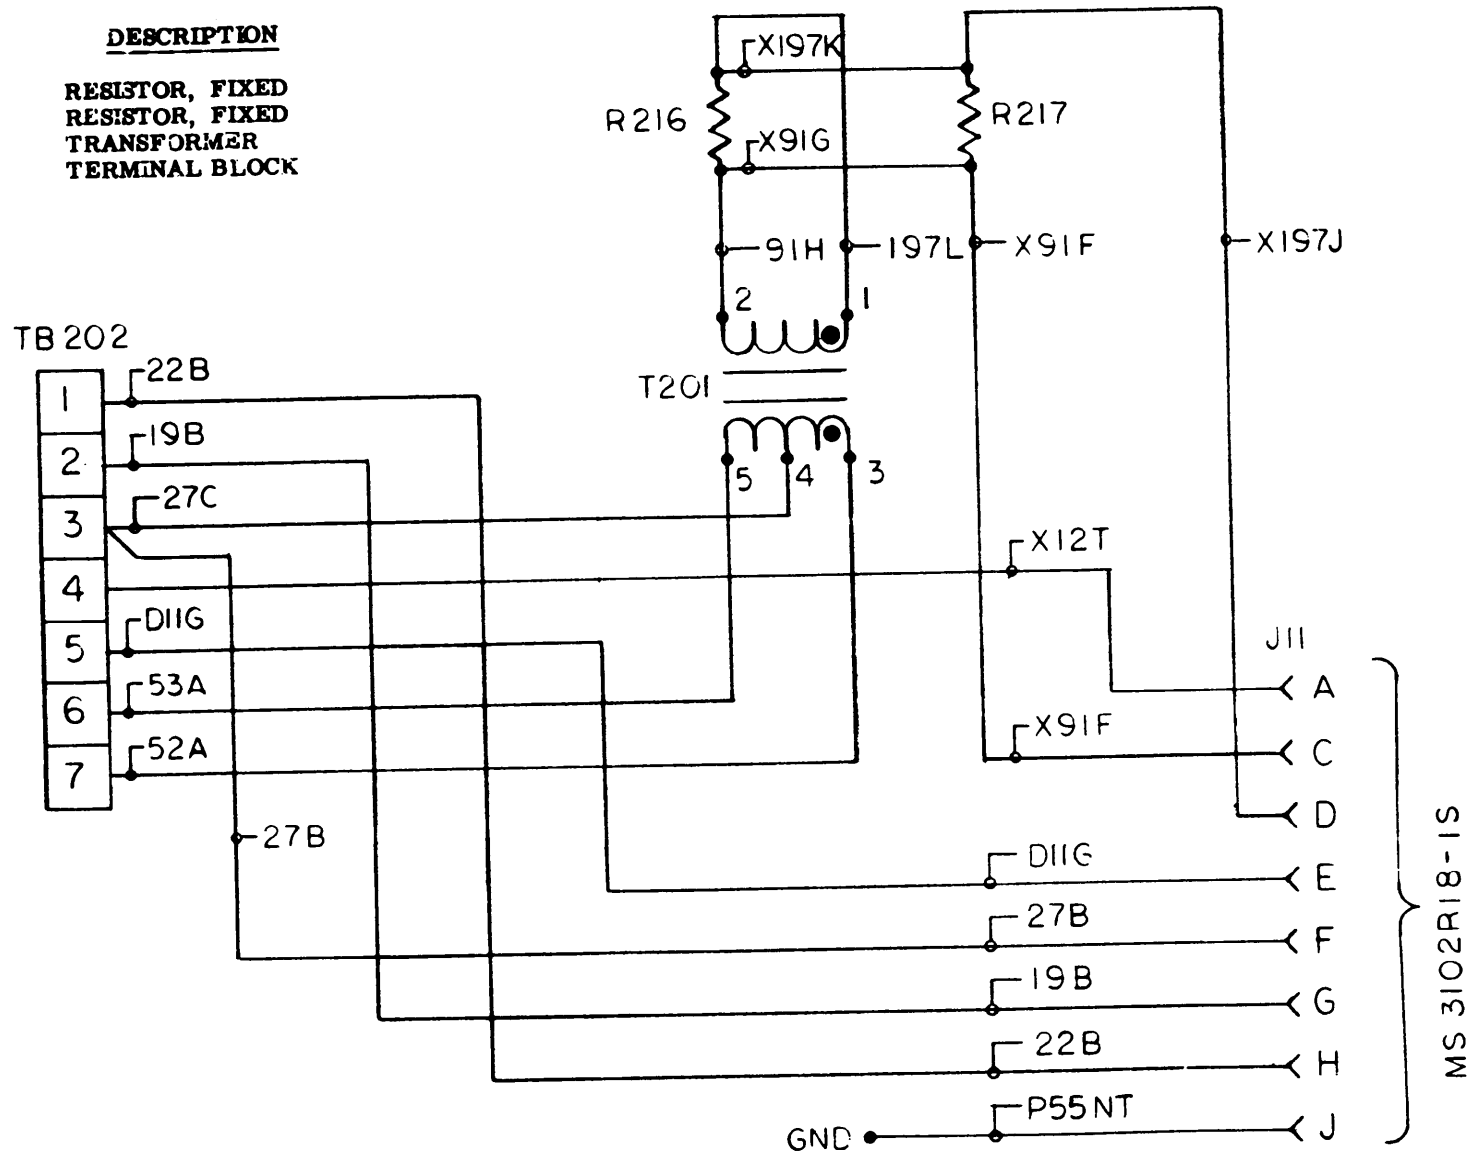 DESCRIPTION
RESISTOR, FIXED
RESISTOR, FIXED
TRANSFORMER
TERMINAL BLOCK
X197K
R216
R217
X91G
91H
197L
X91F
X197J
2
1
TB202
T201
1
22B
2
19B
5
4
3
3
27C
X12T
4
5
D11G
J11
6
53A
A
7
52A
X91F
C
D
27B
D11G
E
27B
F
19B
G
22B
H
P55NT
GND
J
MS 3102R18-1S